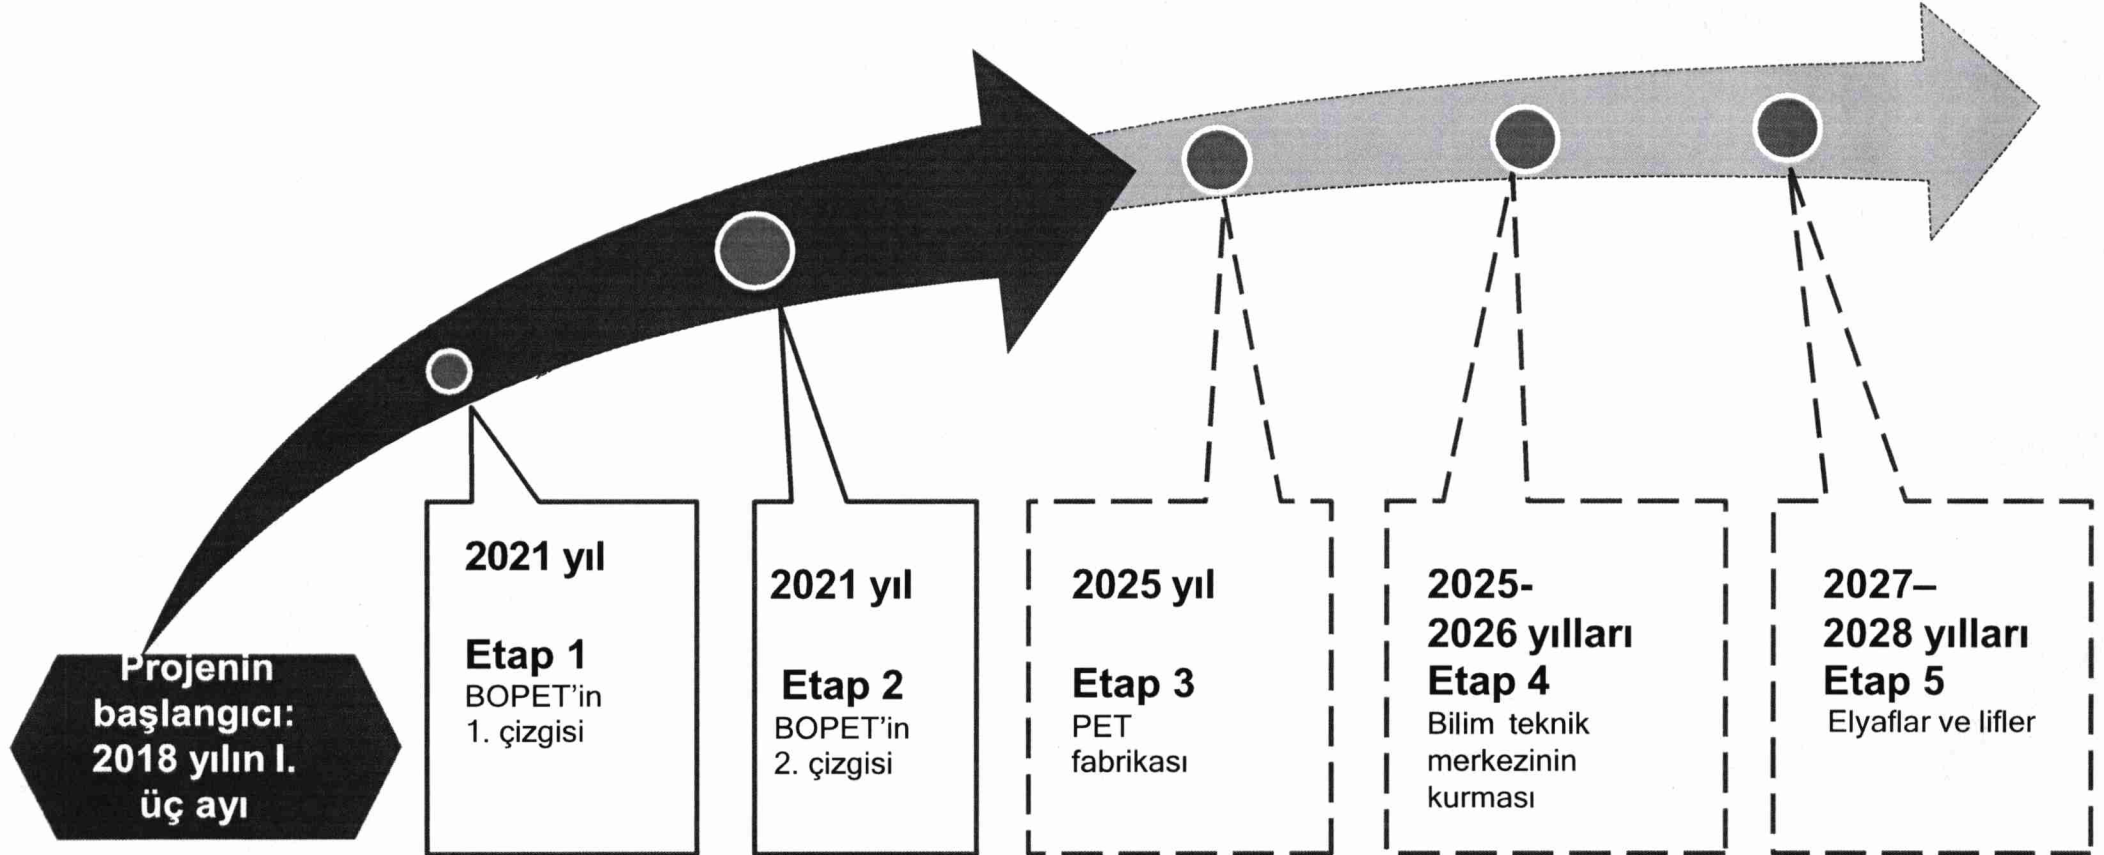 Projenin
başlangıcı:
2018 yılın I.
üç ayı
2021 yıl
Etap 1
BOPET’in
1. çizgisi
2021 yıl
Etap 2
BOPET’in
2. çizgisi
2025 yıl
Etap 3
PET
fabrikası
2025-
2026 yılları
Etap 4
Bilim teknik
merkezinin
kurması
2027–
2028 yılları
Etap 5
Elyaflar ve lifler